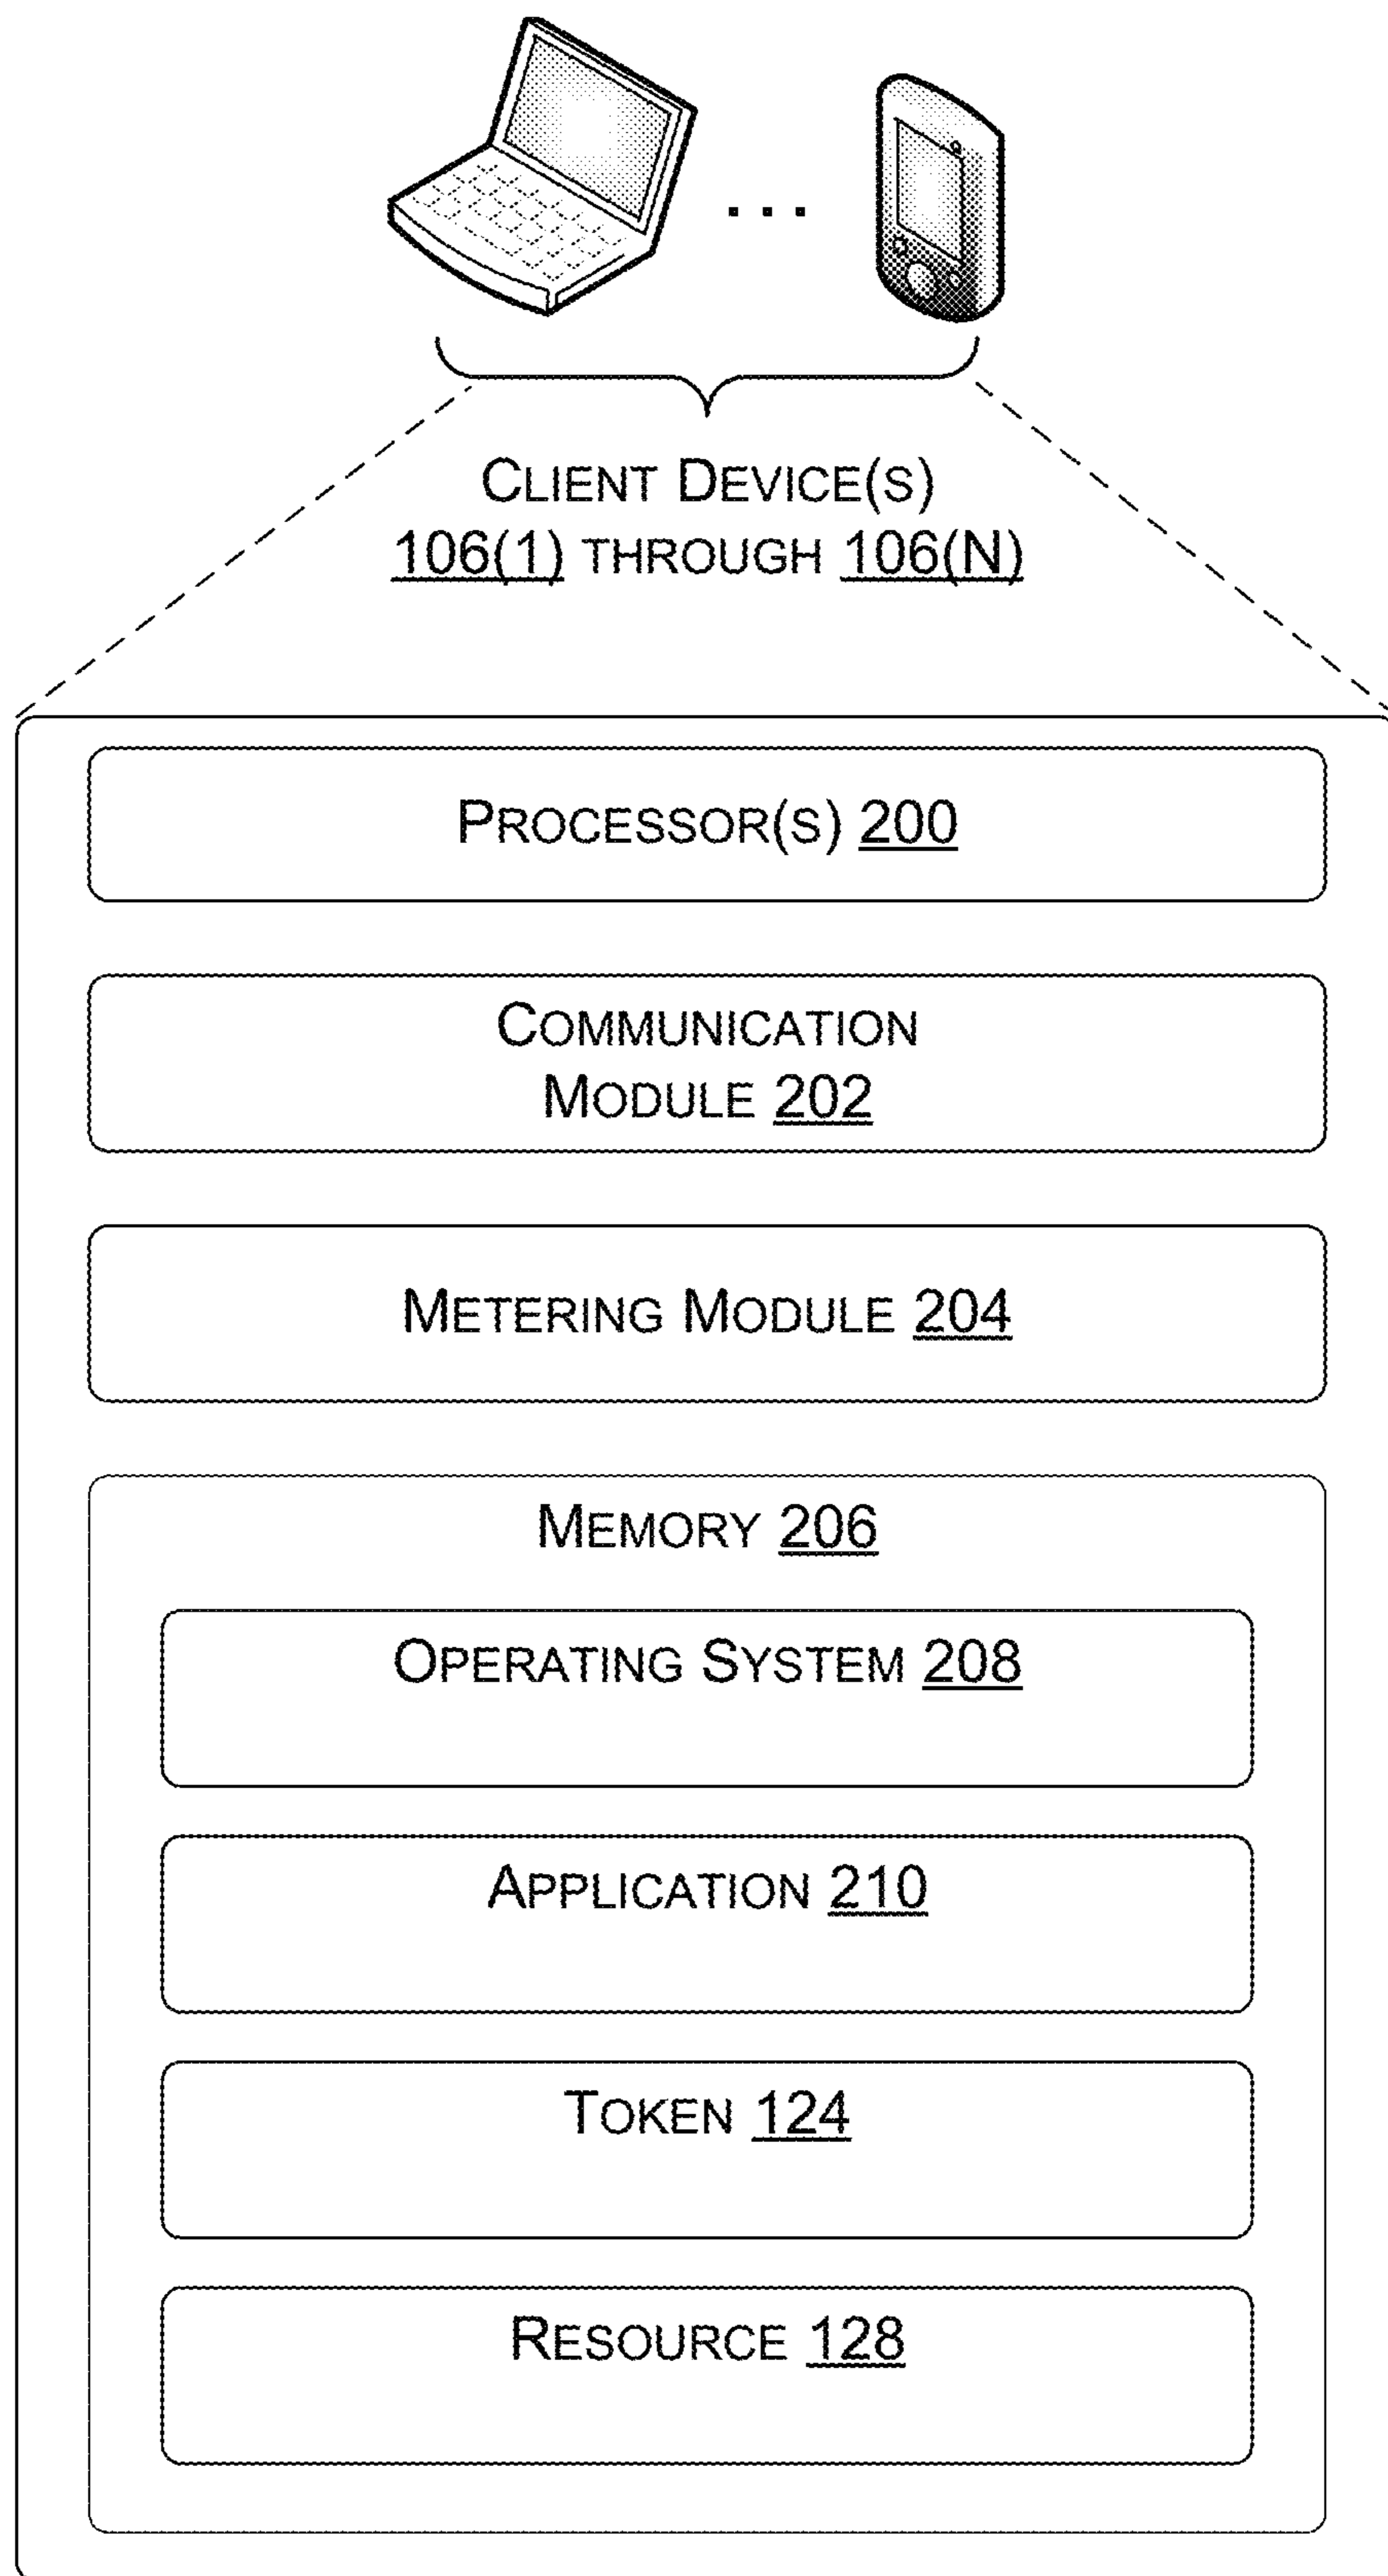 CLIENT DEVICE(S)
106(1) THROUGH 106(N)
PROCESSOR(S) 200
COMMUNICATION
MODULE 202
METERING MODULE 204
MEMORY 206
OPERATING SYSTEM 208
APPLICATION 210
TOKEN 124
RESOURCE 128